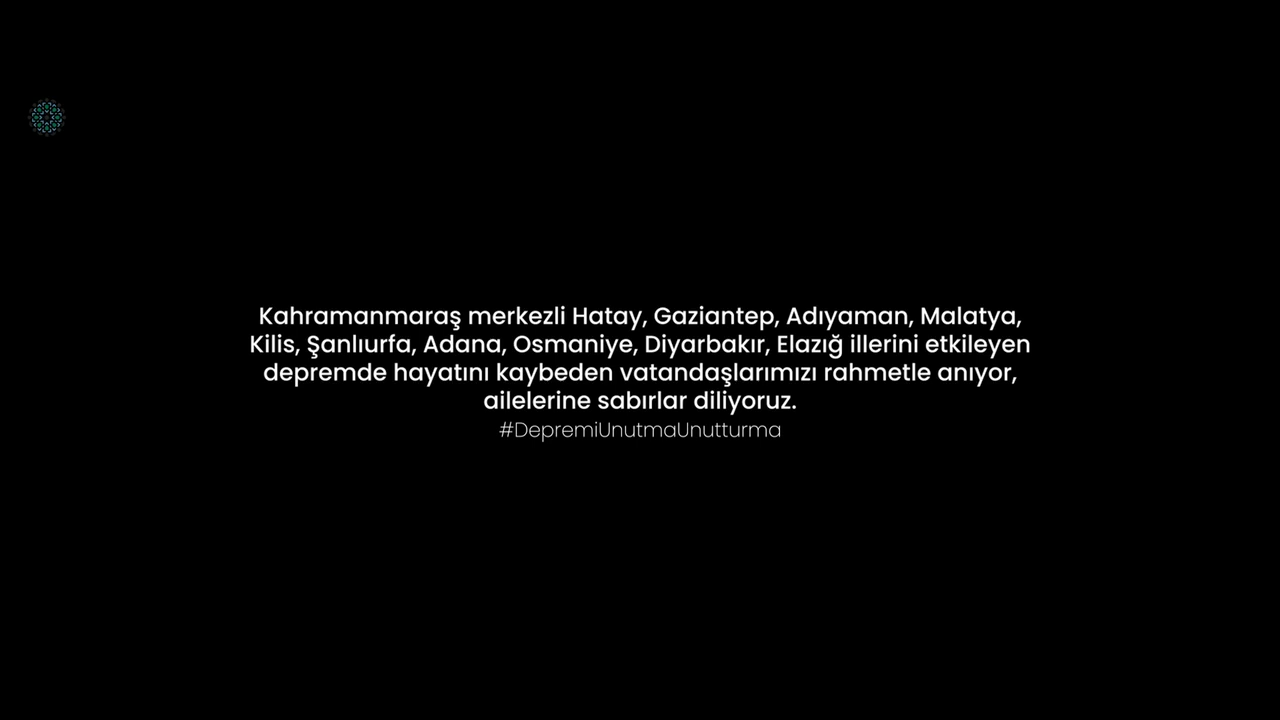 Kahramanmaraş merkezli Hatay, Gaziantep, Adıyaman, Malatya,
Kilis, Şanlıurfa, Adana, Osmaniye, Diyarbakır, Elazığ illerini etkileyen
depremde hayatını kaybeden vatandaşlarımızı rahmetle anıyor,
ailelerine sabırlar diliyoruz.
#DepremiUnutmaUnutturma